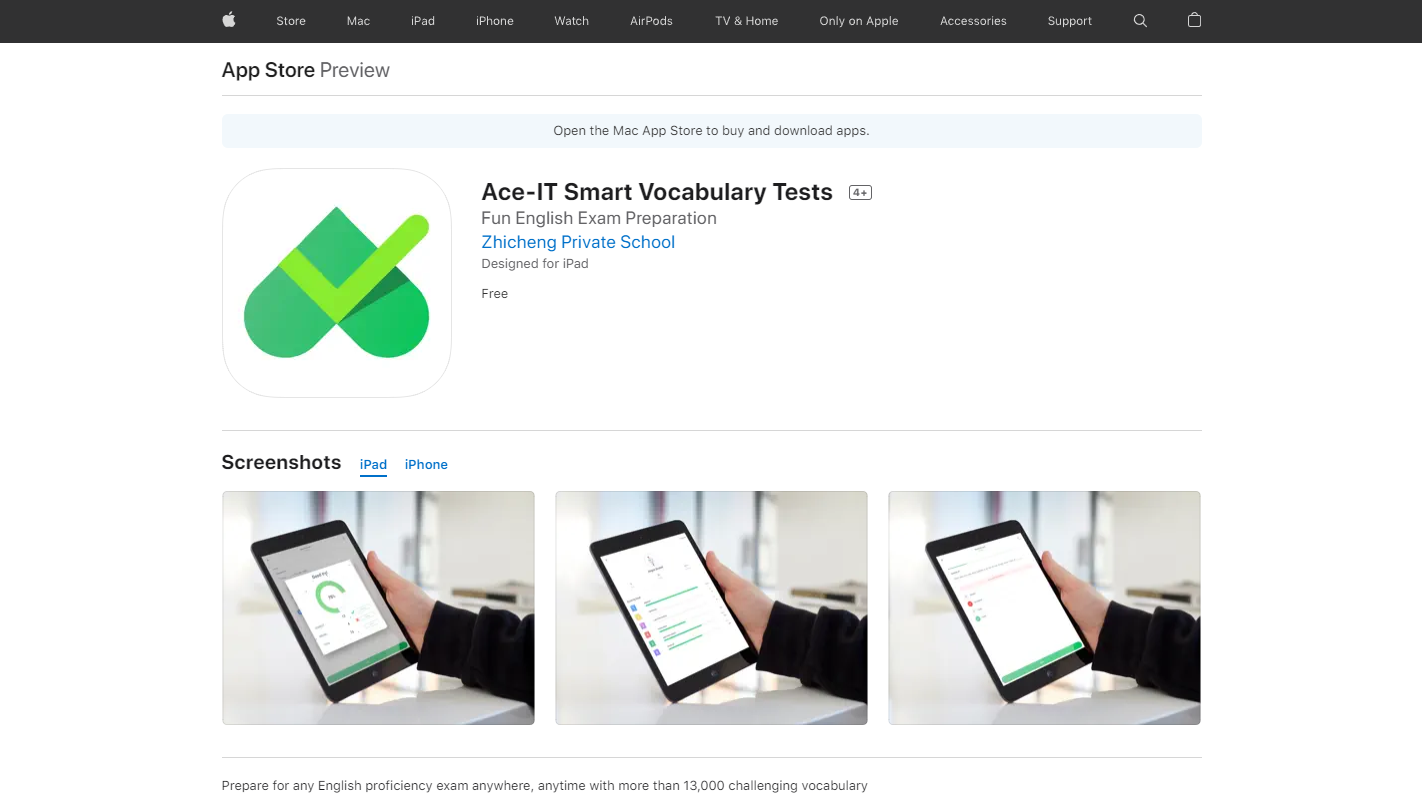 Store Mac iPad iPhone Watch AirPods TV & Home Only on Apple Accessories Support
App Store Preview
Open the Mac App Store to buy and download apps.
Ace-IT Smart Vocabulary Tests 4+
Fun English Exam Preparation
Zhicheng Private School
Designed for iPad
Free
Screenshots iPad iPhone
Prepare for any English proficiency exam anywhere, anytime with more than 13,000 challenging vocabulary